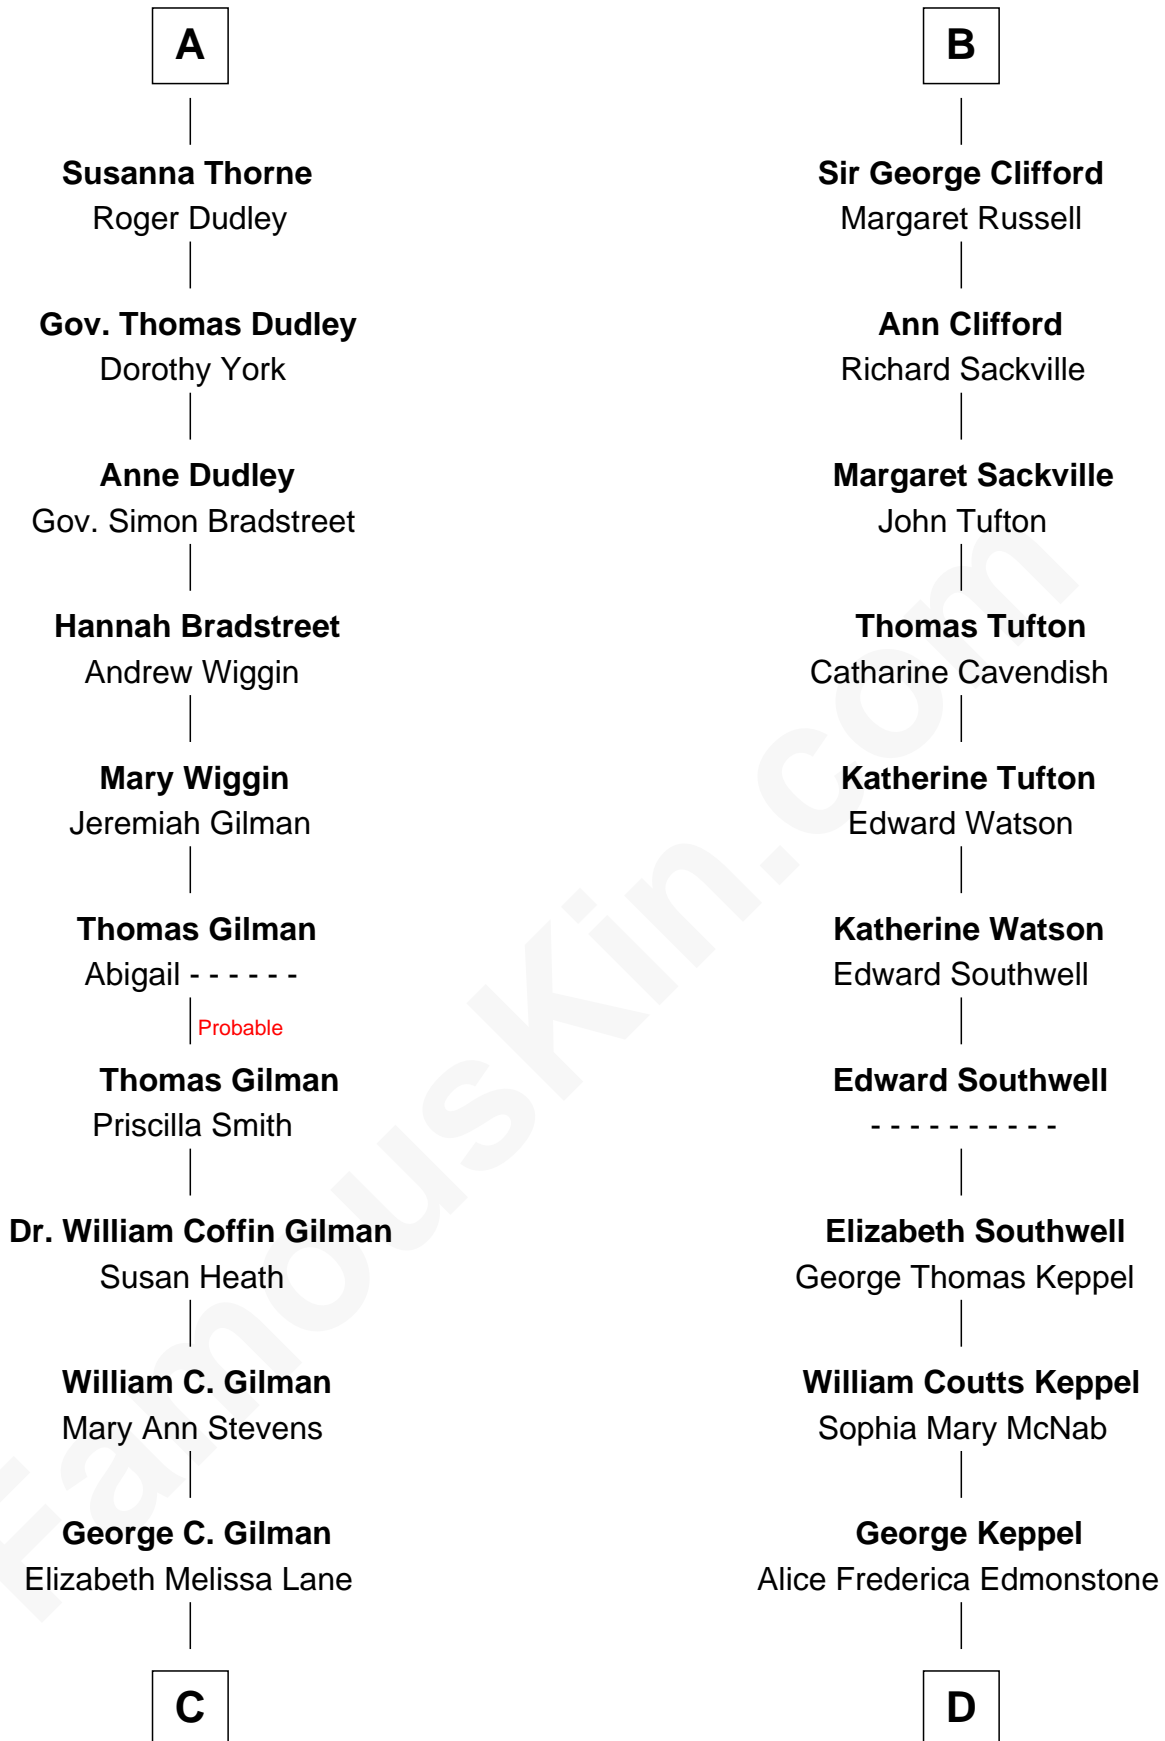 A
Susanna Thorne
Roger Dudley
Gov. Thomas Dudley
Dorothy York
Anne Dudley
Gov. Simon Bradstreet
Hannah Bradstreet
Andrew Wiggin
Mary Wiggin
Jeremiah Gilman
Thomas Gilman
Abigail - - - - - -
Probable
Thomas Gilman
Priscilla Smith
Dr. William Coffin Gilman
Susan Heath
William C. Gilman
Mary Ann Stevens
George C. Gilman
Elizabeth Melissa Lane
C
B
Sir George Clifford
Margaret Russell
Ann Clifford
Richard Sackville
Margaret Sackville
John Tufton
Thomas Tufton
Catharine Cavendish
Katherine Tufton
Edward Watson
Katherine Watson
Edward Southwell
Edward Southwell
- - - - - - - - - -
Elizabeth Southwell
George Thomas Keppel
William Coutts Keppel
Sophia Mary McNab
George Keppel
Alice Frederica Edmonstone
D
FamousKin.com